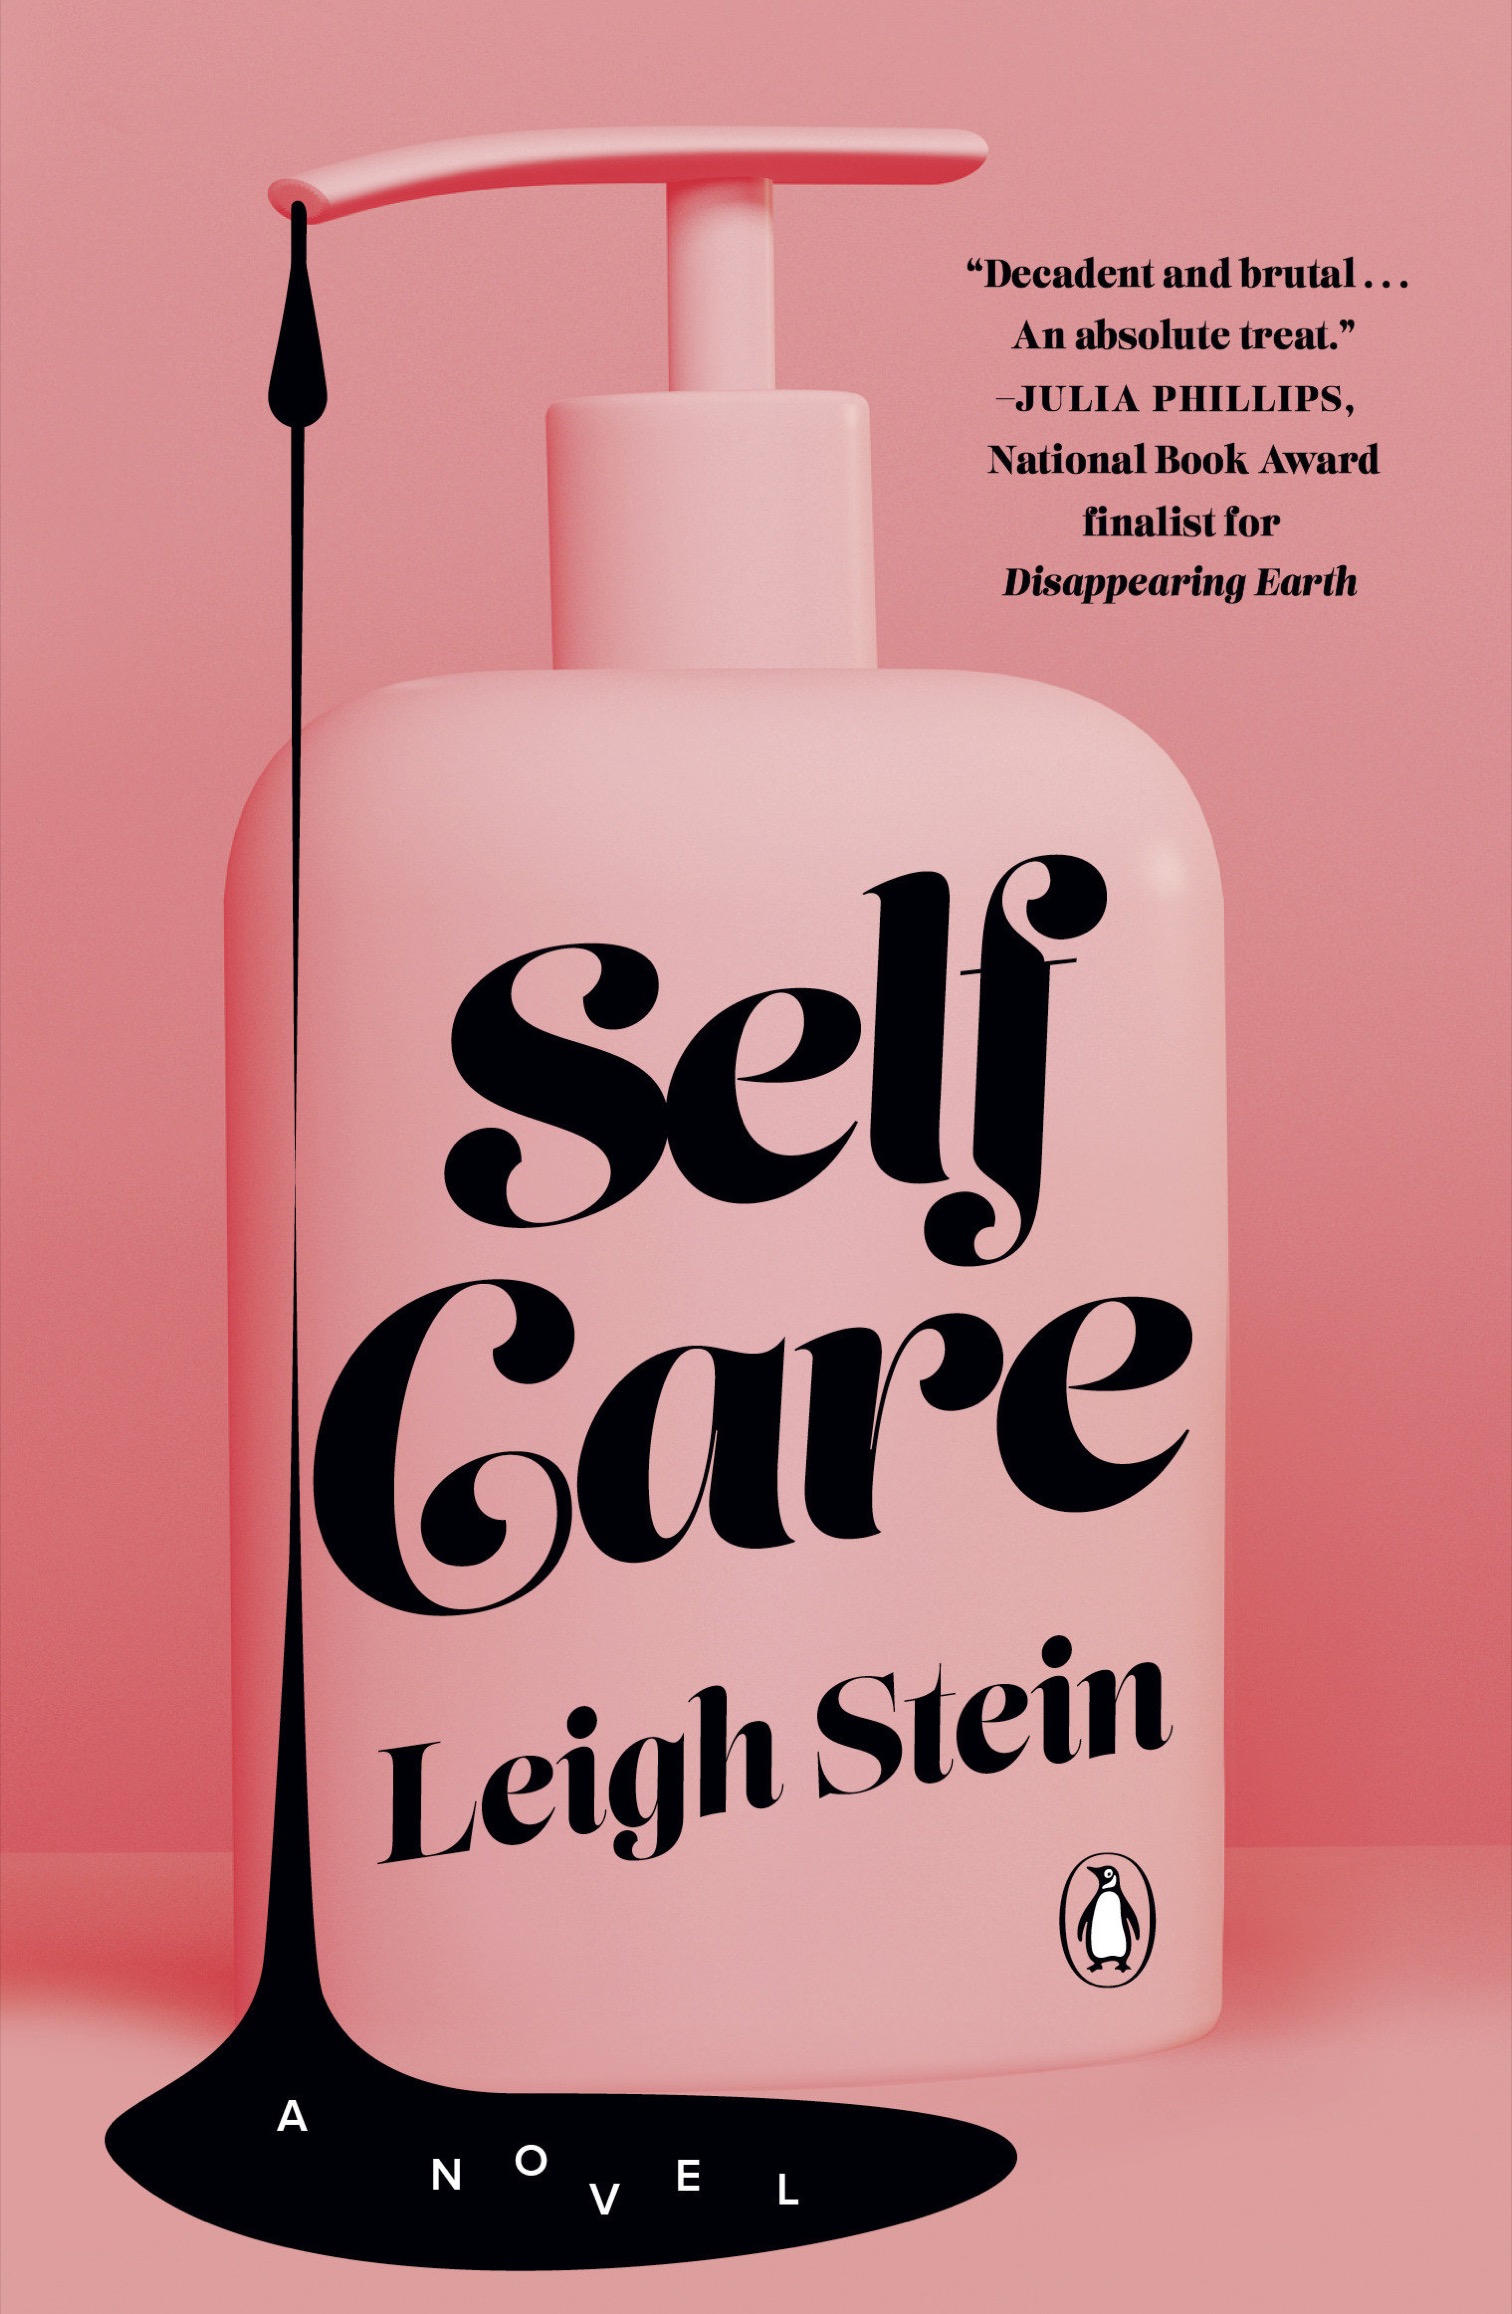 “Decadent and brutal . . .
An absolute treat.”
–JULIA PHILLIPS,
National Book Award
finalist for
Disappearing Earth
Self
Care
Leigh Stein
A NOVEL